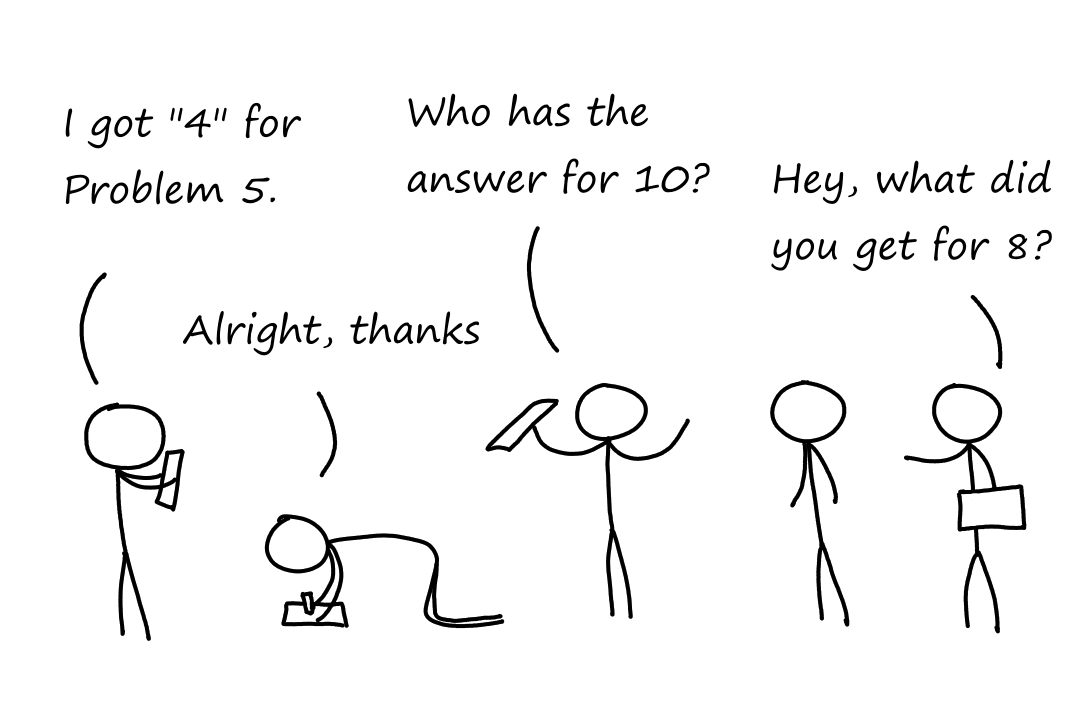 I got "4" for
Problem 5.
Alright, thanks
Who has the
answer for 10?
Hey, what did
you get for 8?